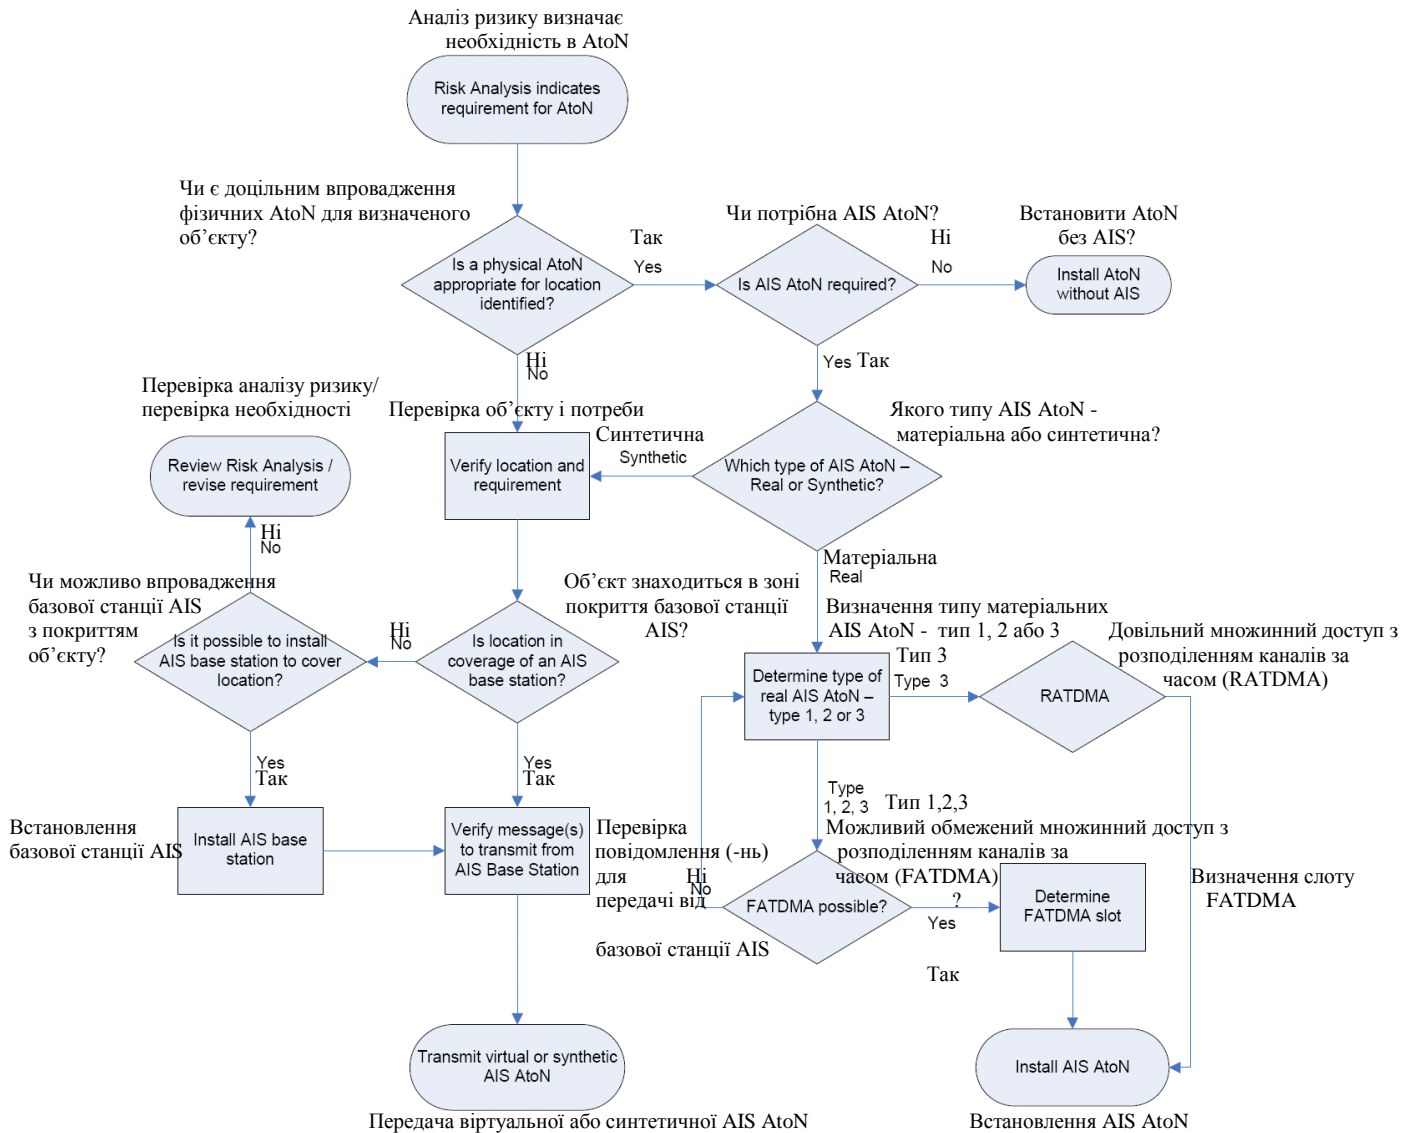 Аналіз ризику визначає
необхідність в AtoN
Risk Analysis indicates
requirement for AtoN
Чи є доцільним впровадження
фізичних AtoN для визначеного
об’єкту?
Чи потрібна AIS AtoN?
Встановити AtoN
без AIS?
Так
Yes
Ні
No
Is a physical AtoN
appropriate for location
identified?
Is AIS AtoN required?
Install AtoN
without AIS
Ні
No
Yes Так
Перевірка аналізу ризику/
перевірка необхідності
Перевірка об’єкту і потреби
Якого типу AIS AtoN -
матеріальна або синтетична?
Синтетична
Synthetic
Review Risk Analysis /
revise requirement
Verify location and
requirement
Which type of AIS AtoN –
Real or Synthetic?
Ні
No
Матеріальна
Real
Чи можливо впровадження
базової станції AIS
з покриттям
об’єкту?
Об’єкт знаходиться в зоні
покриття базової станції
AIS?
Визначення типу матеріальних
AIS AtoN - тип 1, 2 або 3
Довільний множинний доступ з
розподіленням каналів за
часом (RATDMA)
Is it possible to install
AIS base station to cover
location?
Ні
No
Is location in
coverage of an AIS
base station?
Determine type of
real AIS AtoN –
type 1, 2 or 3
Тип 3
Type 3
RATDMA
Yes
Так
Yes
Так
Type
1, 2, 3
Тип 1,2,3
Встановлення
базової станції AIS
Install AIS base
station
Verify message(s)
to transmit from
AIS Base Station
Перевірка
повідомлення (-нь)
для
передачі від
базової станції AIS
Можливий обмежений множинний доступ з
розподіленням каналів за
часом (FATDMA)
?
Ні
No
FATDMA possible?
Yes
Так
Determine
FATDMA slot
Визначення слоту
FATDMA
Transmit virtual or synthetic
AIS AtoN
Install AIS AtoN
Передача віртуальної або синтетичної AIS AtoN
Встановлення AIS AtoN